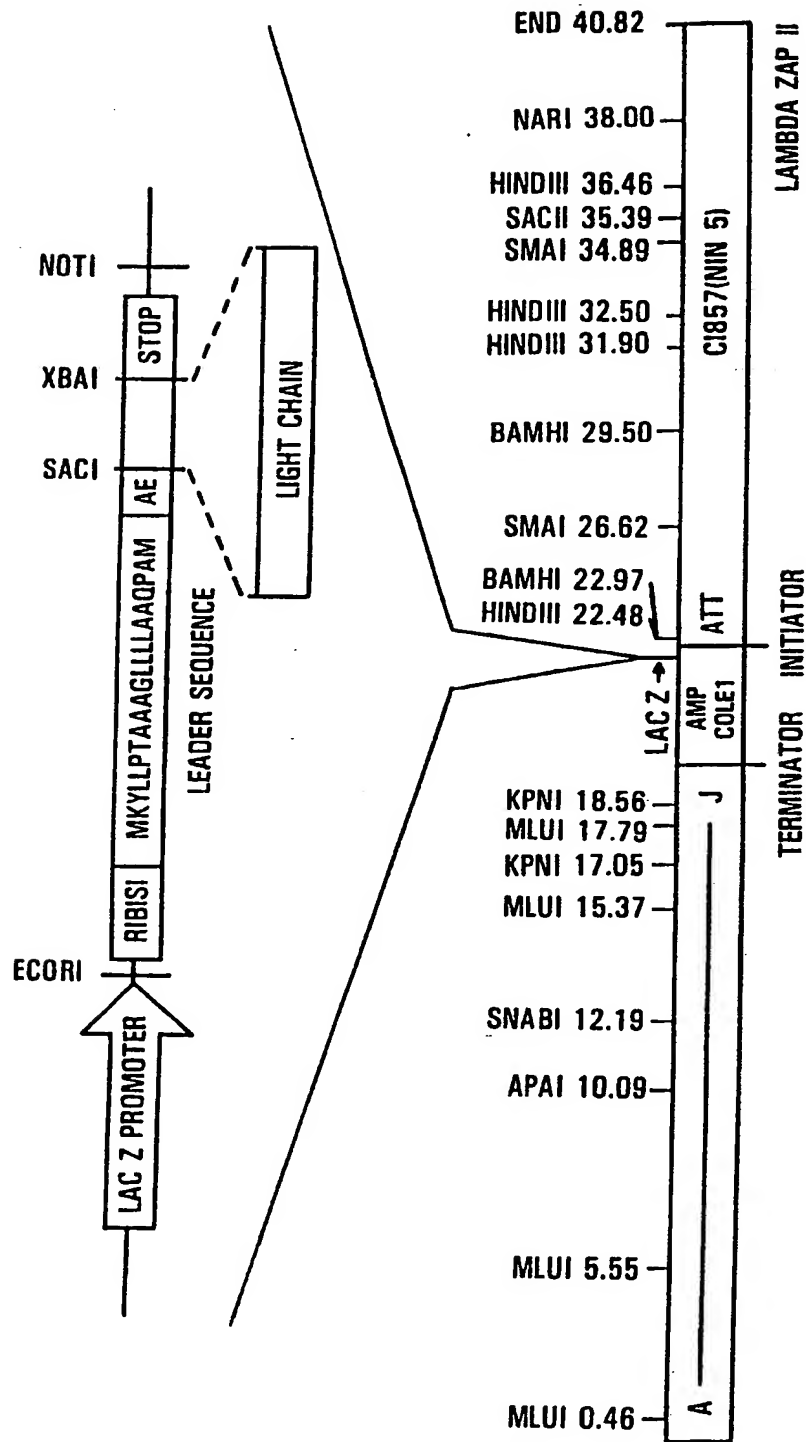 END 40.82
NARI 38.00
HINDIII 36.46
SACII 35.39
SMAI 34.89
HINDIII 32.50
HINDIII 31.90
BAMHI 29.50
SMAI 26.62
BAMHI 22.97
HINDIII 22.48
LAC Z
KPNI 18.56
MLUI 17.79
KPNI 17.05
MLUI 15.37
SNABI 12.19
APAI 10.09
MLUI 5.55
MLUI 0.46
NOTI
XBAI
SACI
ECORI
LAC Z PROMOTER
RIBISI
MKYLLPTAAAGLLLLAAQPAM
AE
STOP
LEADER SEQUENCE
LIGHT CHAIN
A
J
AMP
COLE1
ATT
CI857(NIN 5)
TERMINATOR
INITIATOR
LAMBDA ZAP II